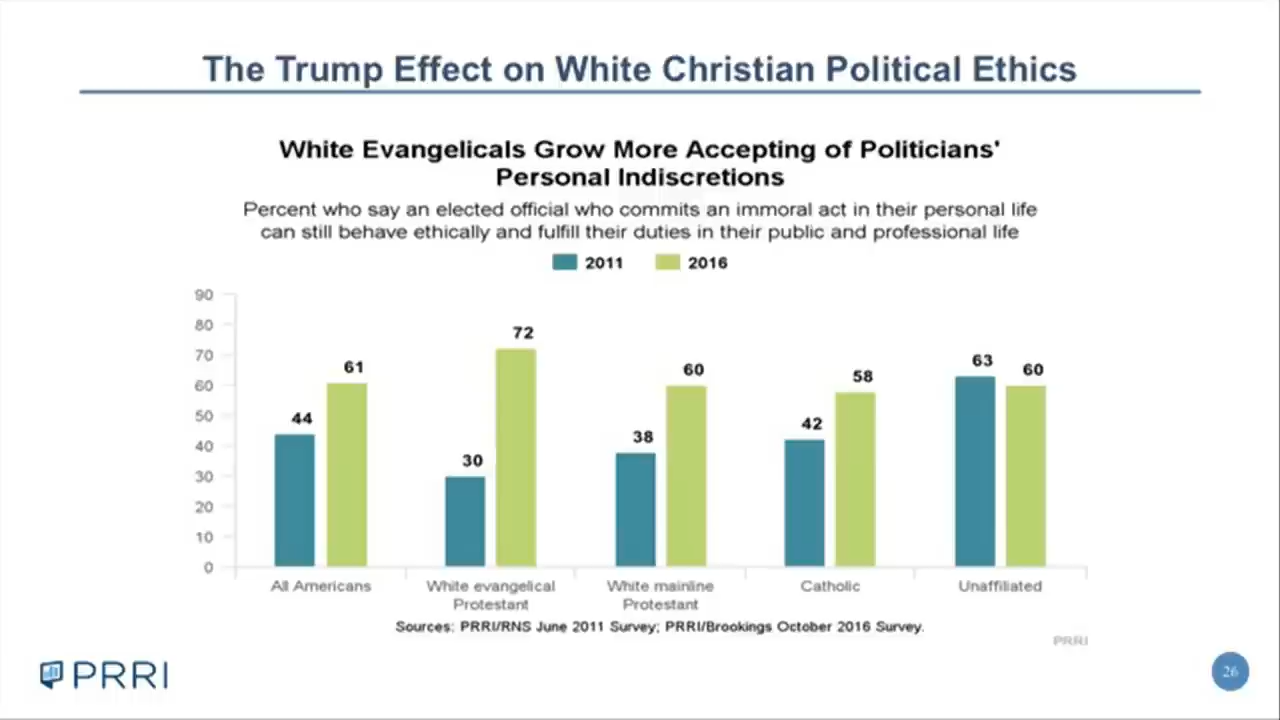 The Trump Effect on White Christian Political Ethics
White Evangelicals Grow More Accepting of Politicians'
Personal Indiscretions
Percent who say an elected official who commits an immoral act in their personal life
can still behave ethically and fulfill their duties in their public and professional life
2011 2016
90
80
70
60
50
40
30
20
10
0
44 61
30 72
38 60
42 58
63 60
All Americans
White evangelical
Protestant
White mainline
Protestant
Catholic
Unaffiliated
Sources: PRRI/RNS June 2011 Survey; PRRI/Brookings October 2016 Survey.
PRRI
PRRI
26